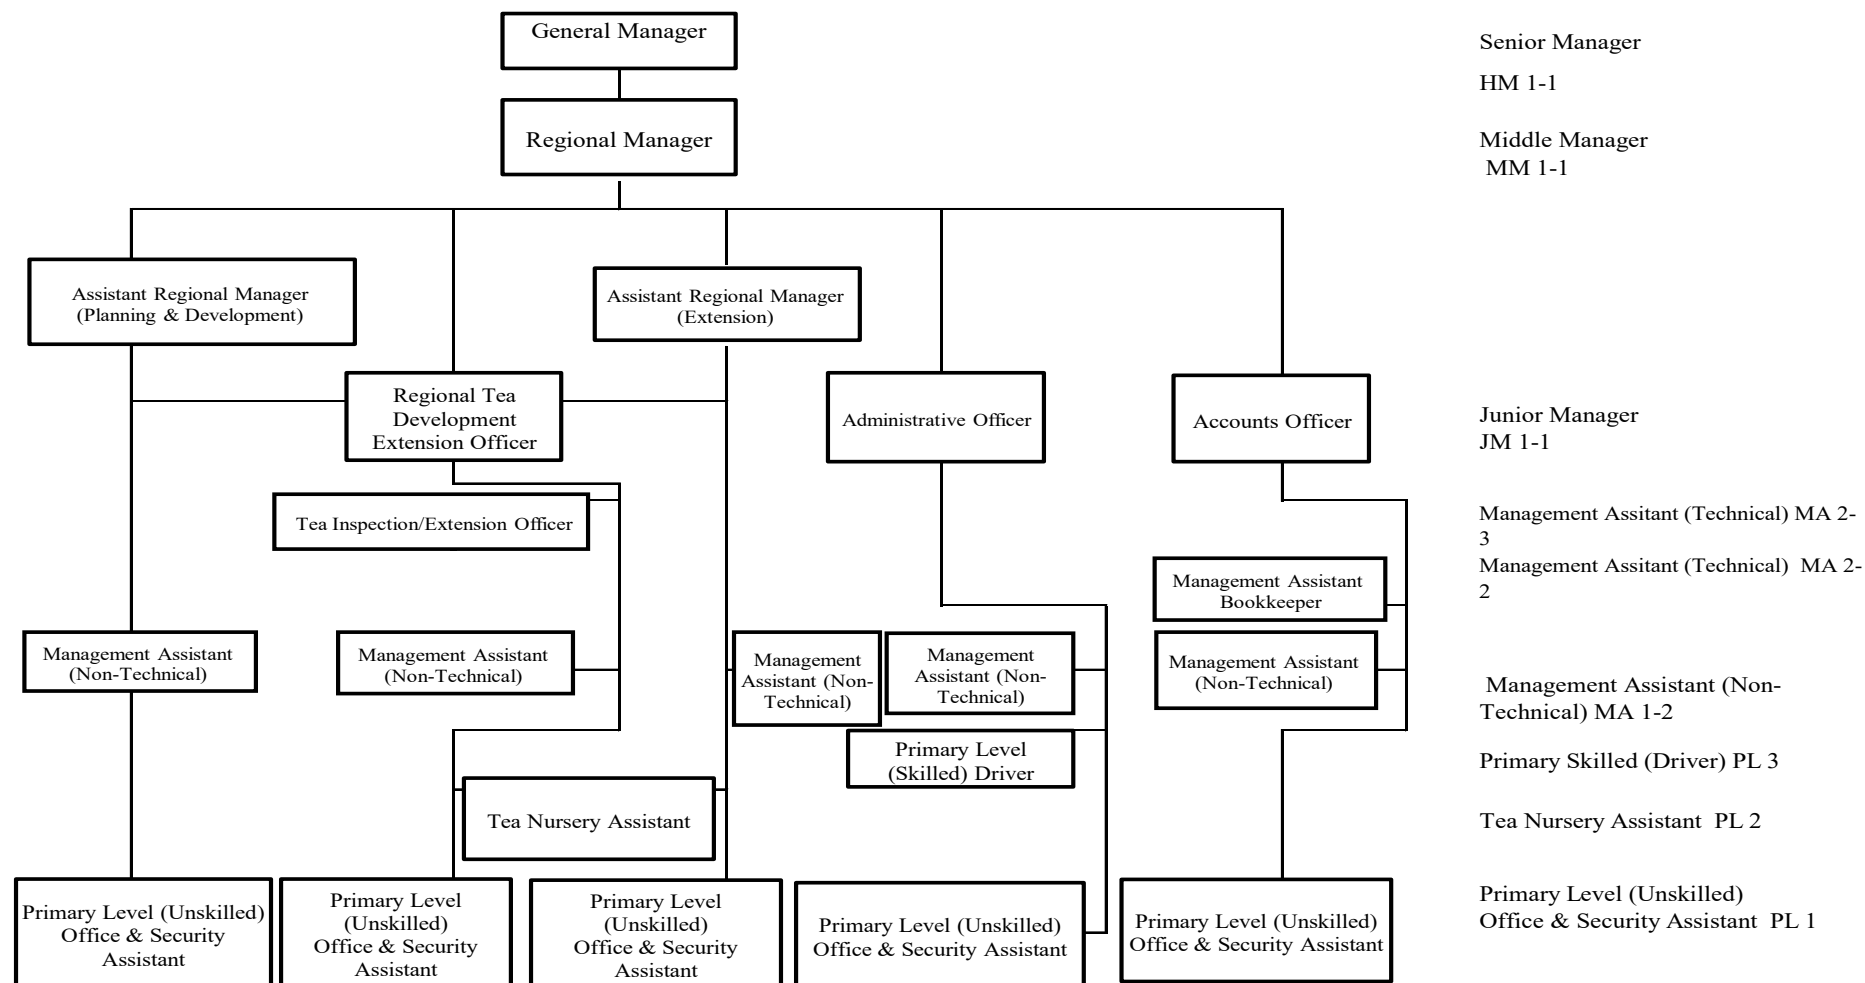 General Manager
Senior Manager
HM 1-1
Regional Manager
Middle Manager
MM 1-1
Assistant Regional Manager
(Planning & Development)
Assistant Regional Manager
(Extension)
Regional Tea
Development
Extension Officer
Administrative Officer
Accounts Officer
Junior Manager
JM 1-1
Tea Inspection/Extension Officer
Management Assitant (Technical) MA 2-
3
Management Assitant (Technical) MA 2-
2
Management Assistant
Bookkeeper
Management Assistant
(Non-Technical)
Management Assistant
(Non-Technical)
Management
Assistant (Non-
Technical)
Management
Assistant (Non-
Technical)
Management Assistant
(Non-Technical)
Management Assistant (Non-
Technical) MA 1-2
Primary Level
(Skilled) Driver
Primary Skilled (Driver) PL 3
Tea Nursery Assistant
Tea Nursery Assistant PL 2
Primary Level (Unskilled)
Office & Security
Assistant
Primary Level
(Unskilled)
Office & Security
Assistant
Primary Level
(Unskilled)
Office & Security
Assistant
Primary Level (Unskilled)
Office & Security Assistant
Primary Level (Unskilled)
Office & Security Assistant
Primary Level (Unskilled)
Office & Security Assistant PL 1